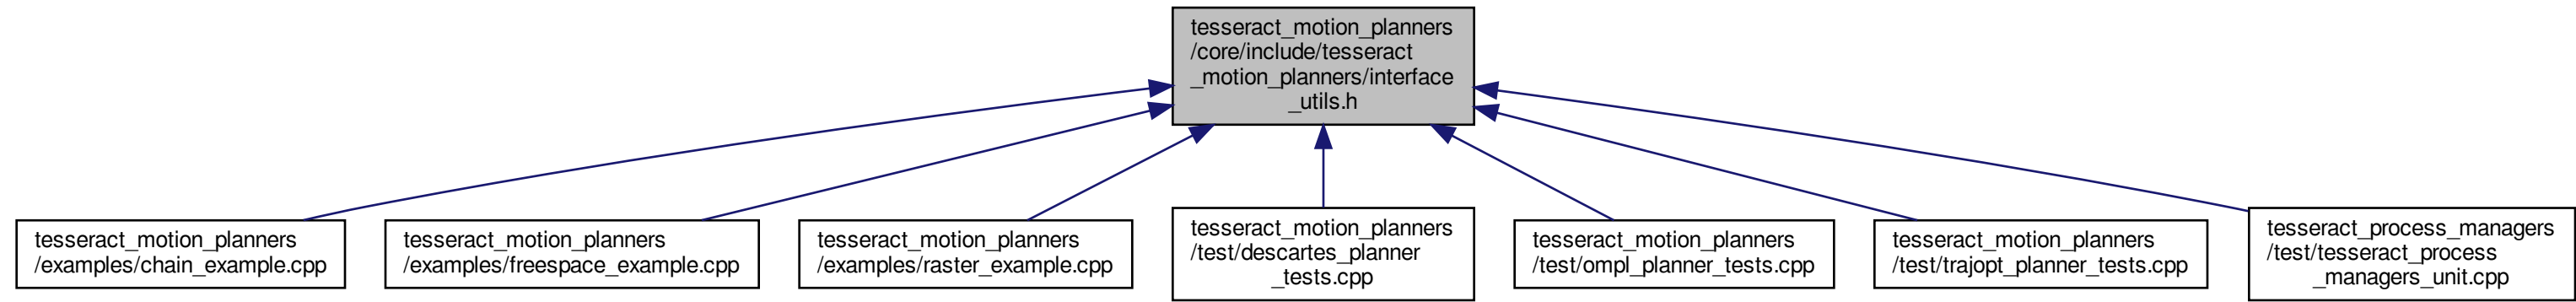 tesseract_motion_planners
/core/include/tesseract
_motion_planners/interface
_utils.h
tesseract_motion_planners
/examples/chain_example.cpp
tesseract_motion_planners
/examples/freespace_example.cpp
tesseract_motion_planners
/examples/raster_example.cpp
tesseract_motion_planners
/test/descartes_planner
_tests.cpp
tesseract_motion_planners
/test/ompl_planner_tests.cpp
tesseract_motion_planners
/test/trajopt_planner_tests.cpp
tesseract_process_managers
/test/tesseract_process
_managers_unit.cpp